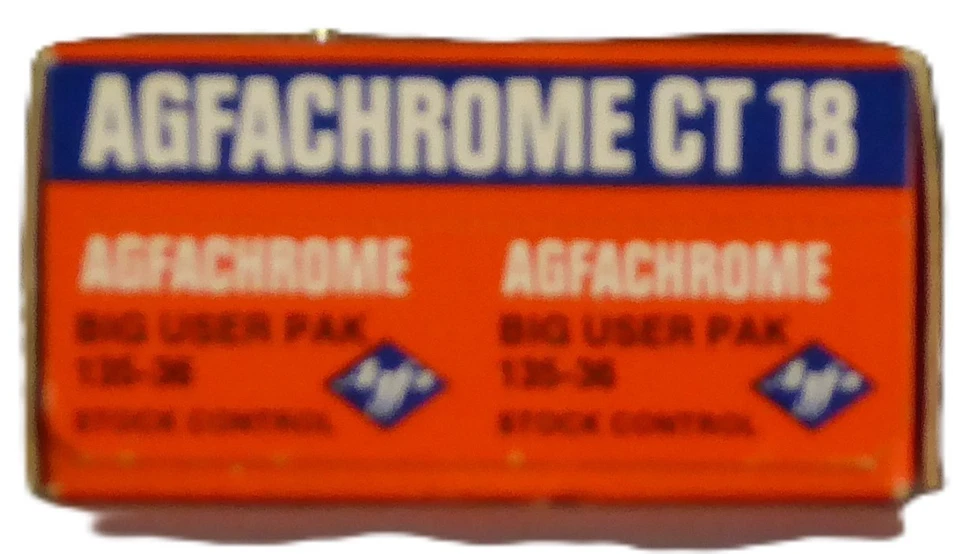 AGFACHROME CT 18
AGFACHROME AGFACHROME
BIG USER PAK BIG USER PAK
135-36 135-36
STOCK CONTROL STOCK CONTROL